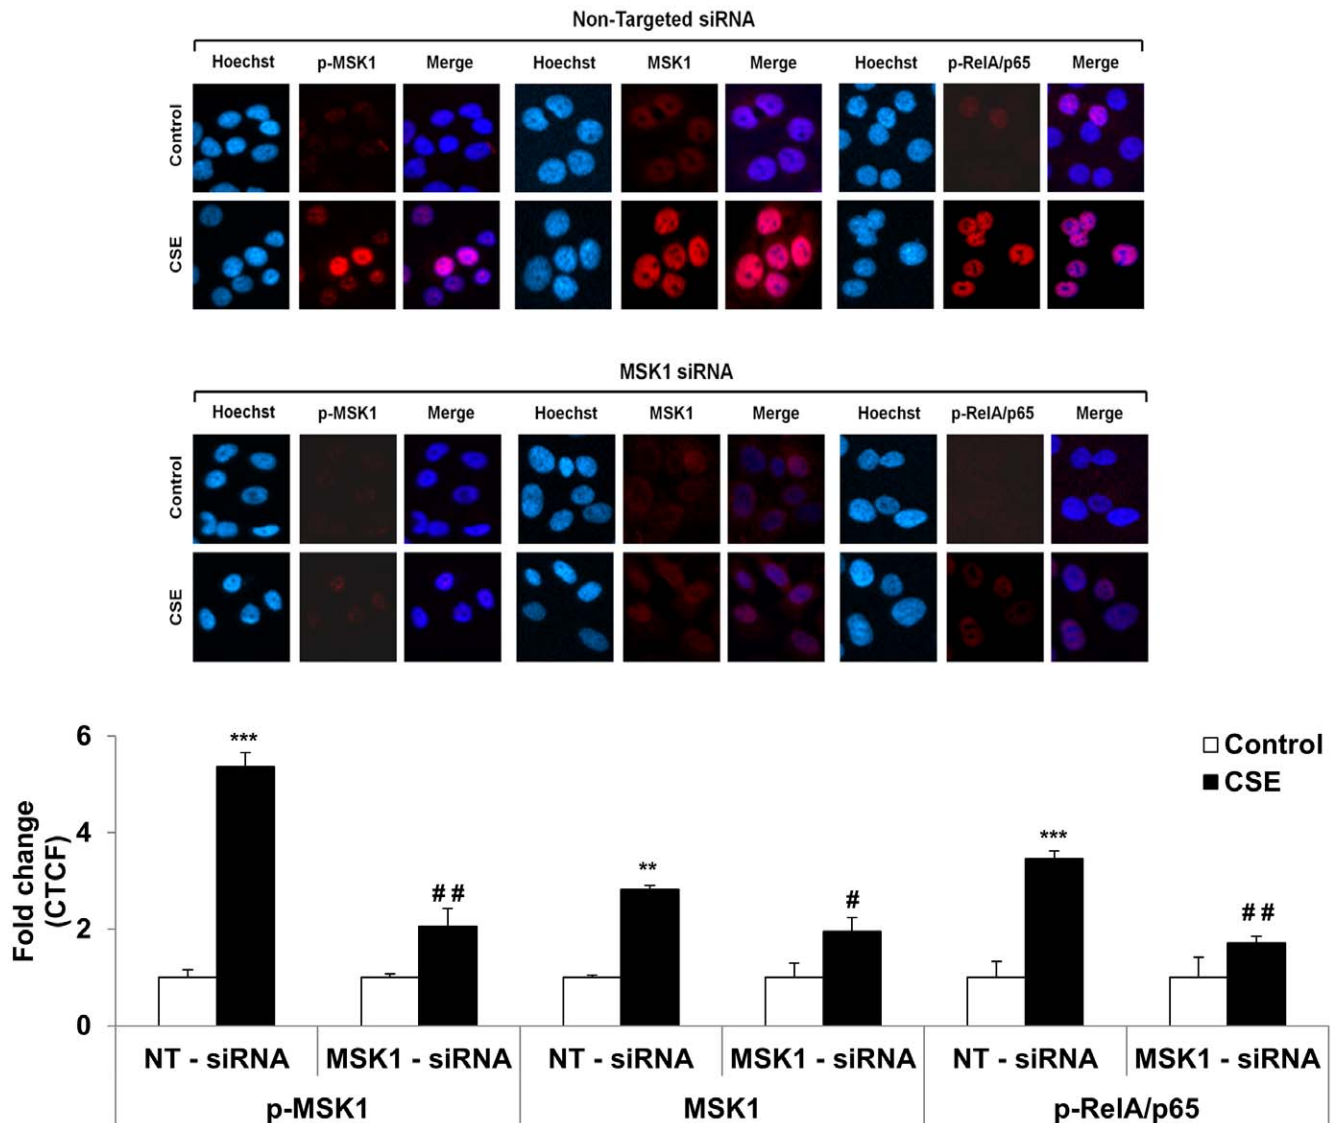 Non-Targeted siRNA
Hoechst p-MSK1 Merge Hoechst MSK1 Merge Hoechst p-RelA/p65 Merge
Control
CSE
MSK1 siRNA
Hoechst p-MSK1 Merge Hoechst MSK1 Merge Hoechst p-RelA/p65 Merge
Control
CSE
Fold change
(CTCF)
6
4
2
0
***
##
**
#
***
##
Control
CSE
NT - siRNA MSK1 - siRNA NT - siRNA MSK1 - siRNA NT - siRNA MSK1 - siRNA
p-MSK1 MSK1 p-RelA/p65